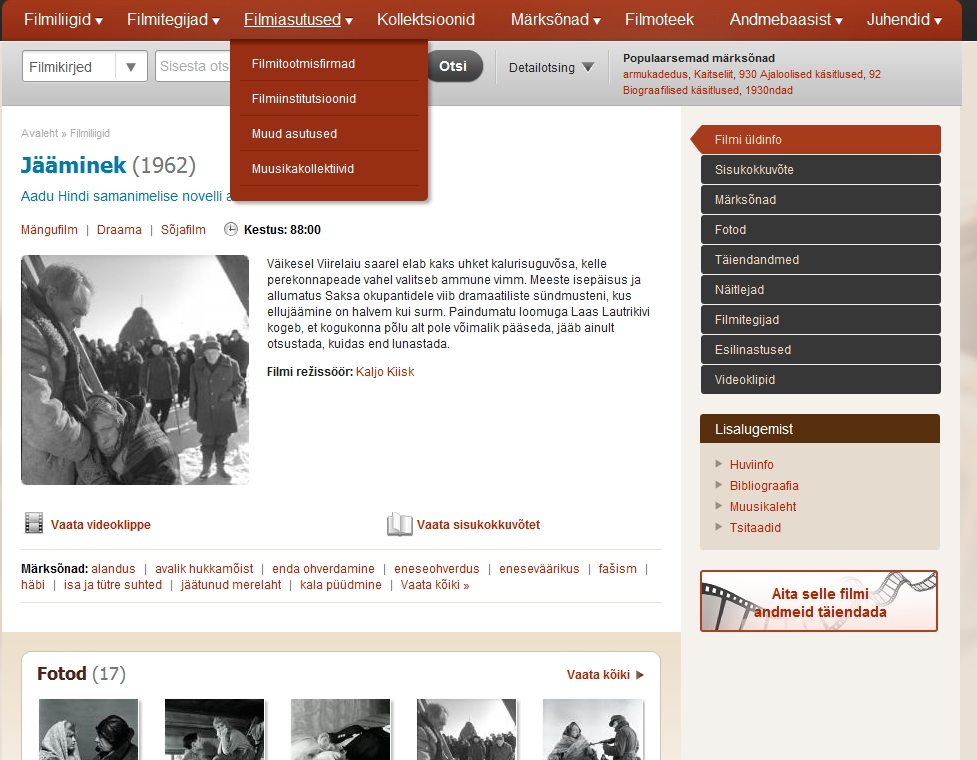 Filmiliigid Filmitegijad Filmiasutused Kollektsioonid Märksõnad Filmoteek Andmebaasist Juhendid
Filmitootmisfirmad
Filmiinstitutsioonid
Muud asutused
Muusikakollektiivid
Filmikirjed Sisesta ots Otsi Detailotsing
Populaarsemad märksõnad
armukadedus, Kaitseliit, 930 Ajaloolised käsitlused, 92
Biograafilised käsitlused, 1930ndad
Avaleht » Filmiliigid
Jääminek (1962)
Aadu Hindi samanimelise novelli a
Mängufilm | Draama | Sõjafilm Kestus: 88:00
Väikesel Viirelaiu saarel elab kaks uhket kalurisuguvõsa, kelle
perekonnapeade vahel valitseb ammune vimm. Meeste isepäisus ja
allumatus Saksa okupantidele viib dramaatiliste sündmusteni, kus
ellujäämine on halvem kui surm. Paindumatu loomuga Laas Lautrikivi
kogeb, et kogukonna põlu alt pole võimalik pääseda, jääb ainult
otsustada, kuidas end lunastada.
Filmi režissöör: Kaljo Kiisk
Vaata videoklippe
Vaata sisukokkuvõtet
Märksõnad: alandus | avalik hukkamõist | enda ohverdamine | eneseohverdus | eneseväärikus | fašism |
häbi | isa ja tütre suhted | jäätunud merelaht | kala püüdmine | Vaata kõiki »
Fotod (17)
Vaata kõiki
Filmi üldinfo
Sisukokkuvõte
Märksõnad
Fotod
Täiendandmed
Näitlejad
Filmitegijad
Esilinastused
Videoklipid
Lisalugemist
Huviinfo
Bibliograafia
Muusikaleht
Tsitaadid
Aita selle filmi
andmeid täiendada